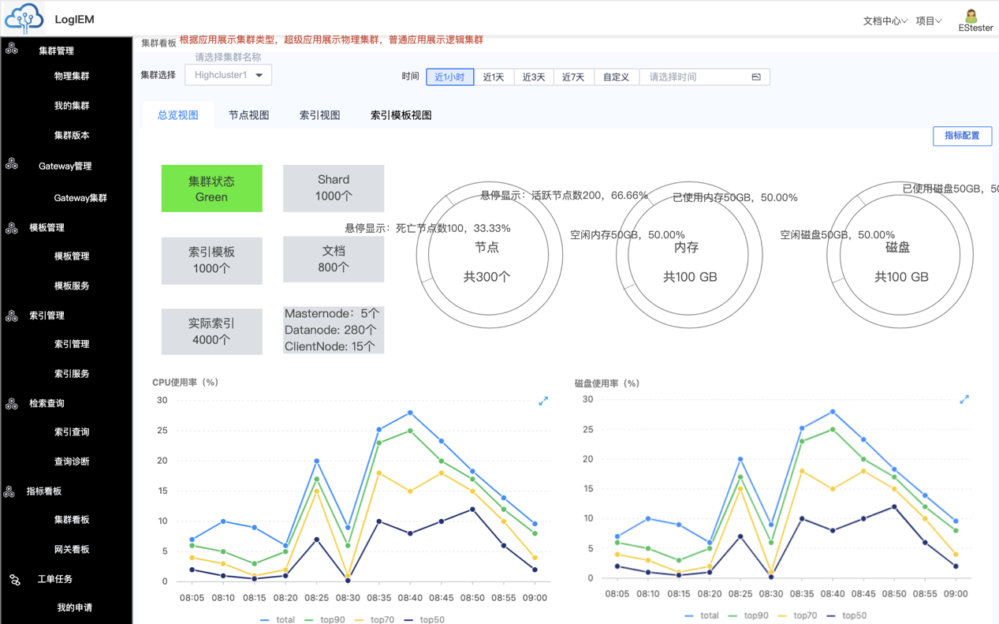 LogIEM
文档中心
项目
EStester
集群管理
物理集群
我的集群
集群版本
Gateway管理
Gateway集群
模板管理
模板管理
模板服务
索引管理
索引管理
索引服务
检索查询
索引查询
查询诊断
指标看板
集群看板
网关看板
工单任务
我的申请
集群看板
根据应用展示集群类型，超级应用展示物理集群，普通应用展示逻辑集群
请选择集群名称
集群选择
Highcluster1
时间
近1小时
近1天
近3天
近7天
自定义
请选择时间
总览视图
节点视图
索引视图
索引模板视图
指标配置
集群状态
Green
Shard
1000个
索引模板
1000个
文档
800个
实际索引
4000个
Masternode：5个
Datanode: 280个
ClientNode: 15个
悬停显示：活跃节点数200，66.66%
悬停显示：死亡节点数100，33.33%
节点
共300个
已使用内存50GB，50.00%
空闲内存50GB，50.00%
内存
共100 GB
已使用磁盘50GB，50
空闲磁盘50GB，50.00%
磁盘
共100 GB
CPU使用率（%）
30
25
20
15
10
5
0
08:05 08:10 08:15 08:20 08:25 08:30 08:35 08:40 08:45 08:50 08:55 09:00
total top90 top70 top50
磁盘使用率（%）
30
25
20
15
10
5
0
08:05 08:10 08:15 08:20 08:25 08:30 08:35 08:40 08:45 08:50 08:55 09:00
total top90 top70 top50